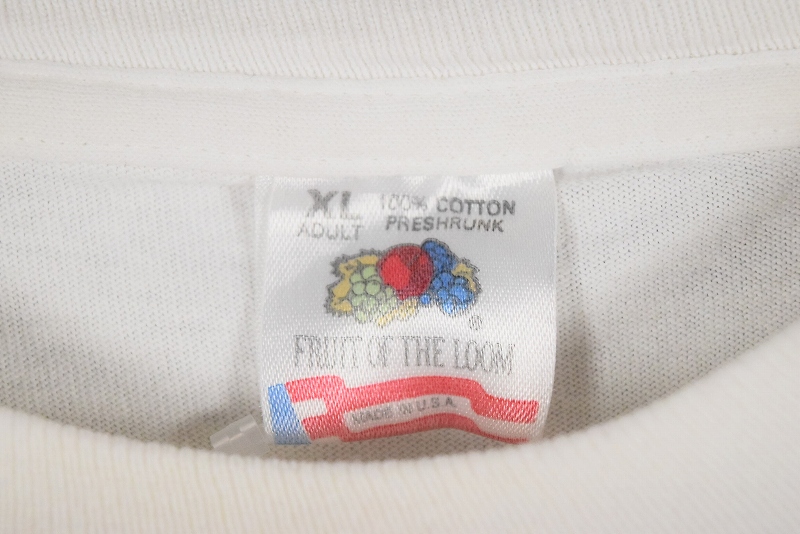 XL 100% COTTON
ADULT PRESHRUNK
®
FRUIT OF THE LOOM
MADE IN U.S.A.